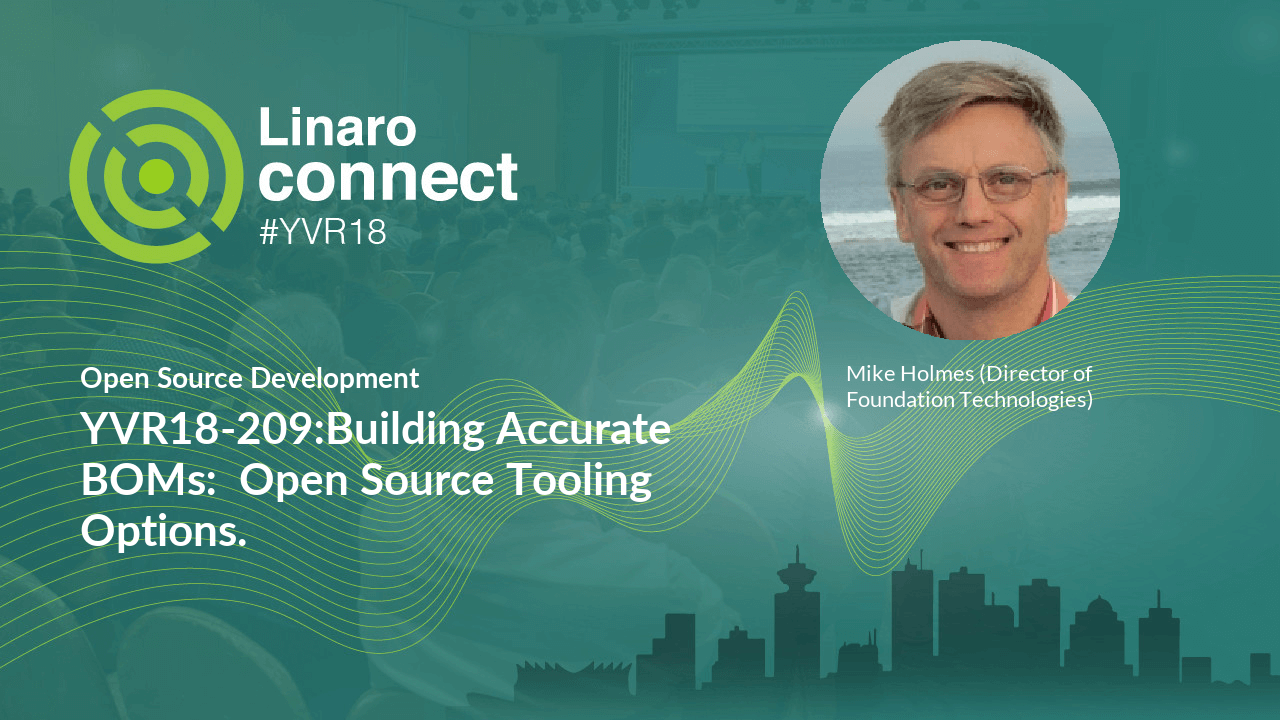 Linaro
connect
#YVR18
Open Source Development
YVR18-209:Building Accurate
BOMs:  Open Source Tooling
Options.
Mike Holmes (Director of
Foundation Technologies)